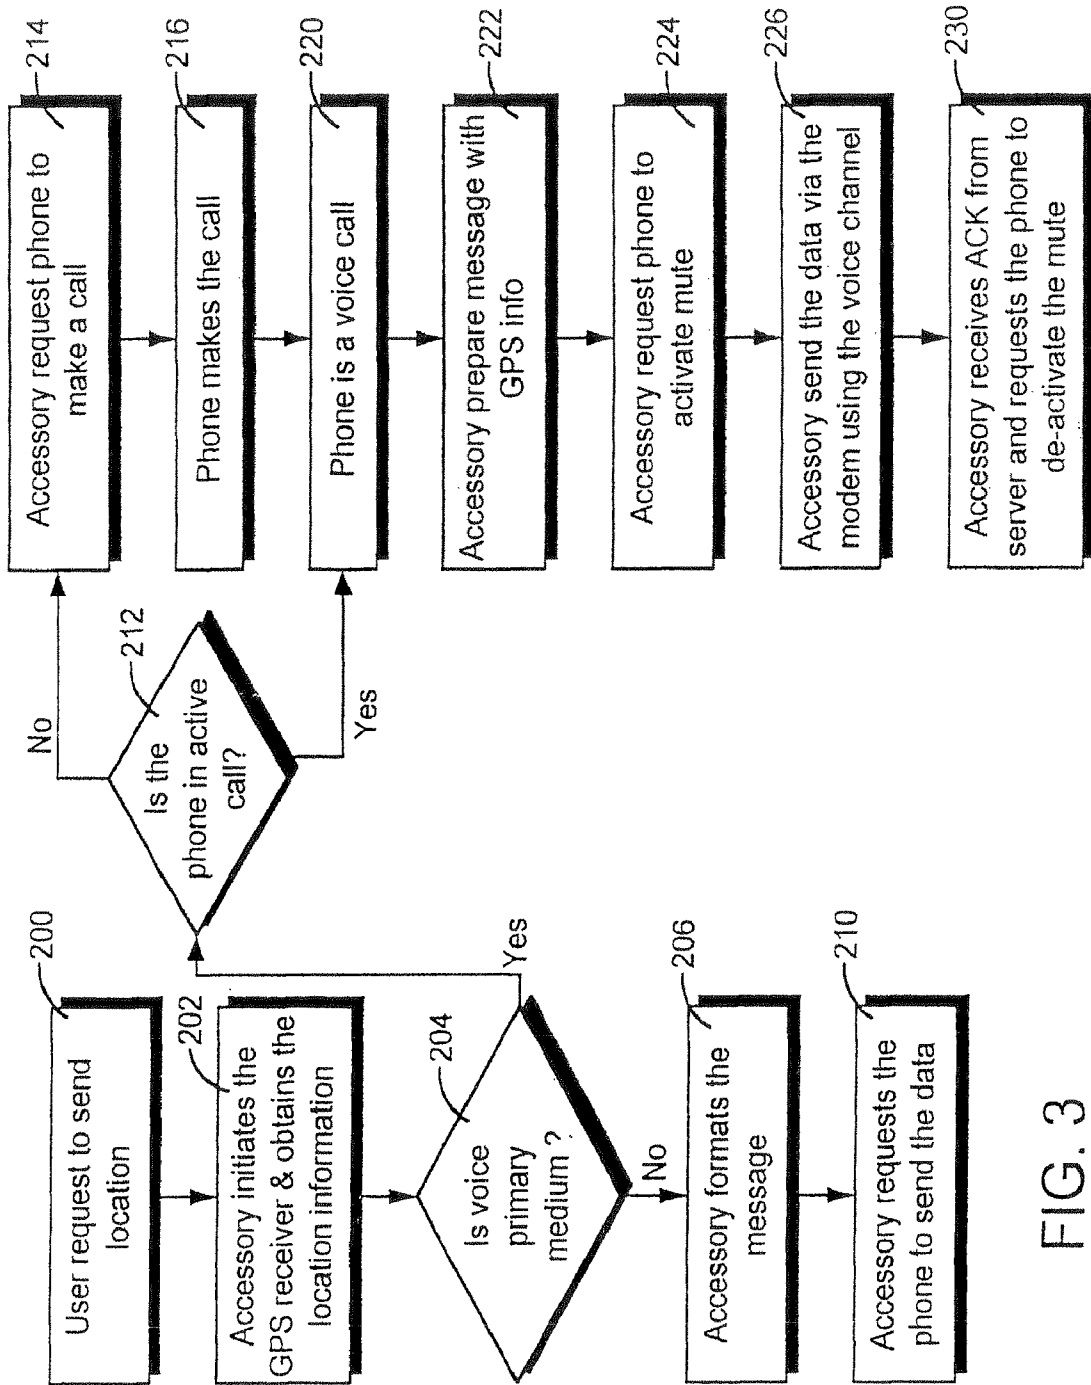 User request to send
location
200
Accessory initiates the
GPS receiver & obtains the
location information
202
Is voice
primary
medium ?
204
Yes
No
Accessory formats the
message
206
Accessory requests the
phone to send the data
210
Is the
phone in active
call?
212
No
Yes
Accessory request phone to
make a call
214
Phone makes the call
216
Phone is a voice call
220
Accessory prepare message with
GPS info
222
Accessory request phone to
activate mute
224
Accessory send the data via the
modem using the voice channel
226
Accessory receives ACK from
server and requests the phone to
de-activate the mute
230
FIG. 3